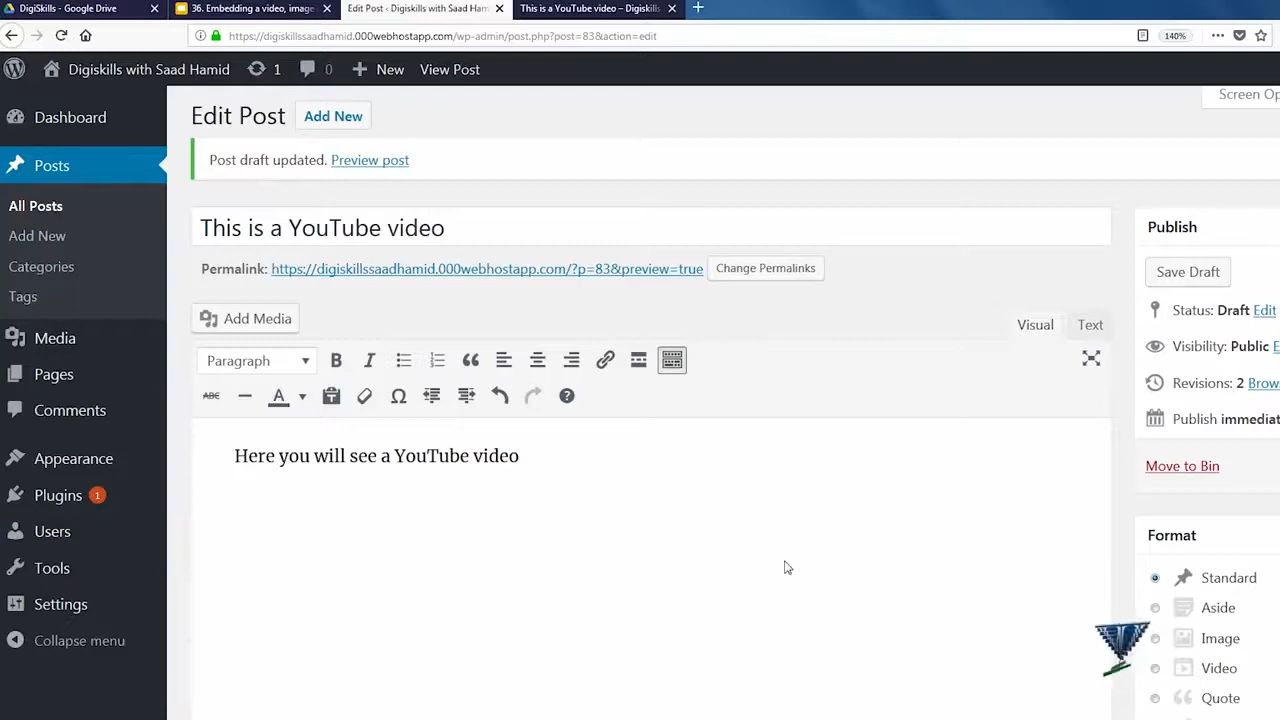 DigiSkills - Google Drive
36. Embedding a video, image
Edit Post ‹ Digiskills with Saad Ham
This is a YouTube video – Digiskills
https://digiskillssaadhamid.000webhostapp.com/wp-admin/post.php?post=83&action=edit
140%
Digiskills with Saad Hamid
1
0
New
View Post
Screen Op
Dashboard
Edit Post
Add New
Post draft updated. Preview post
Posts
All Posts
Add New
Categories
Tags
Media
Pages
Comments
Appearance
Plugins 1
Users
Tools
Settings
Collapse menu
This is a YouTube video
Permalink: https://digiskillssaadhamid.000webhostapp.com/?p=83&preview=true
Change Permalinks
Add Media
Visual
Text
Paragraph
B I
ABC
A
Here you will see a YouTube video
Publish
Save Draft
Status: Draft Edit
Visibility: Public E
Revisions: 2 Brow
Publish immediat
Move to Bin
Format
Standard
Aside
Image
Video
Quote